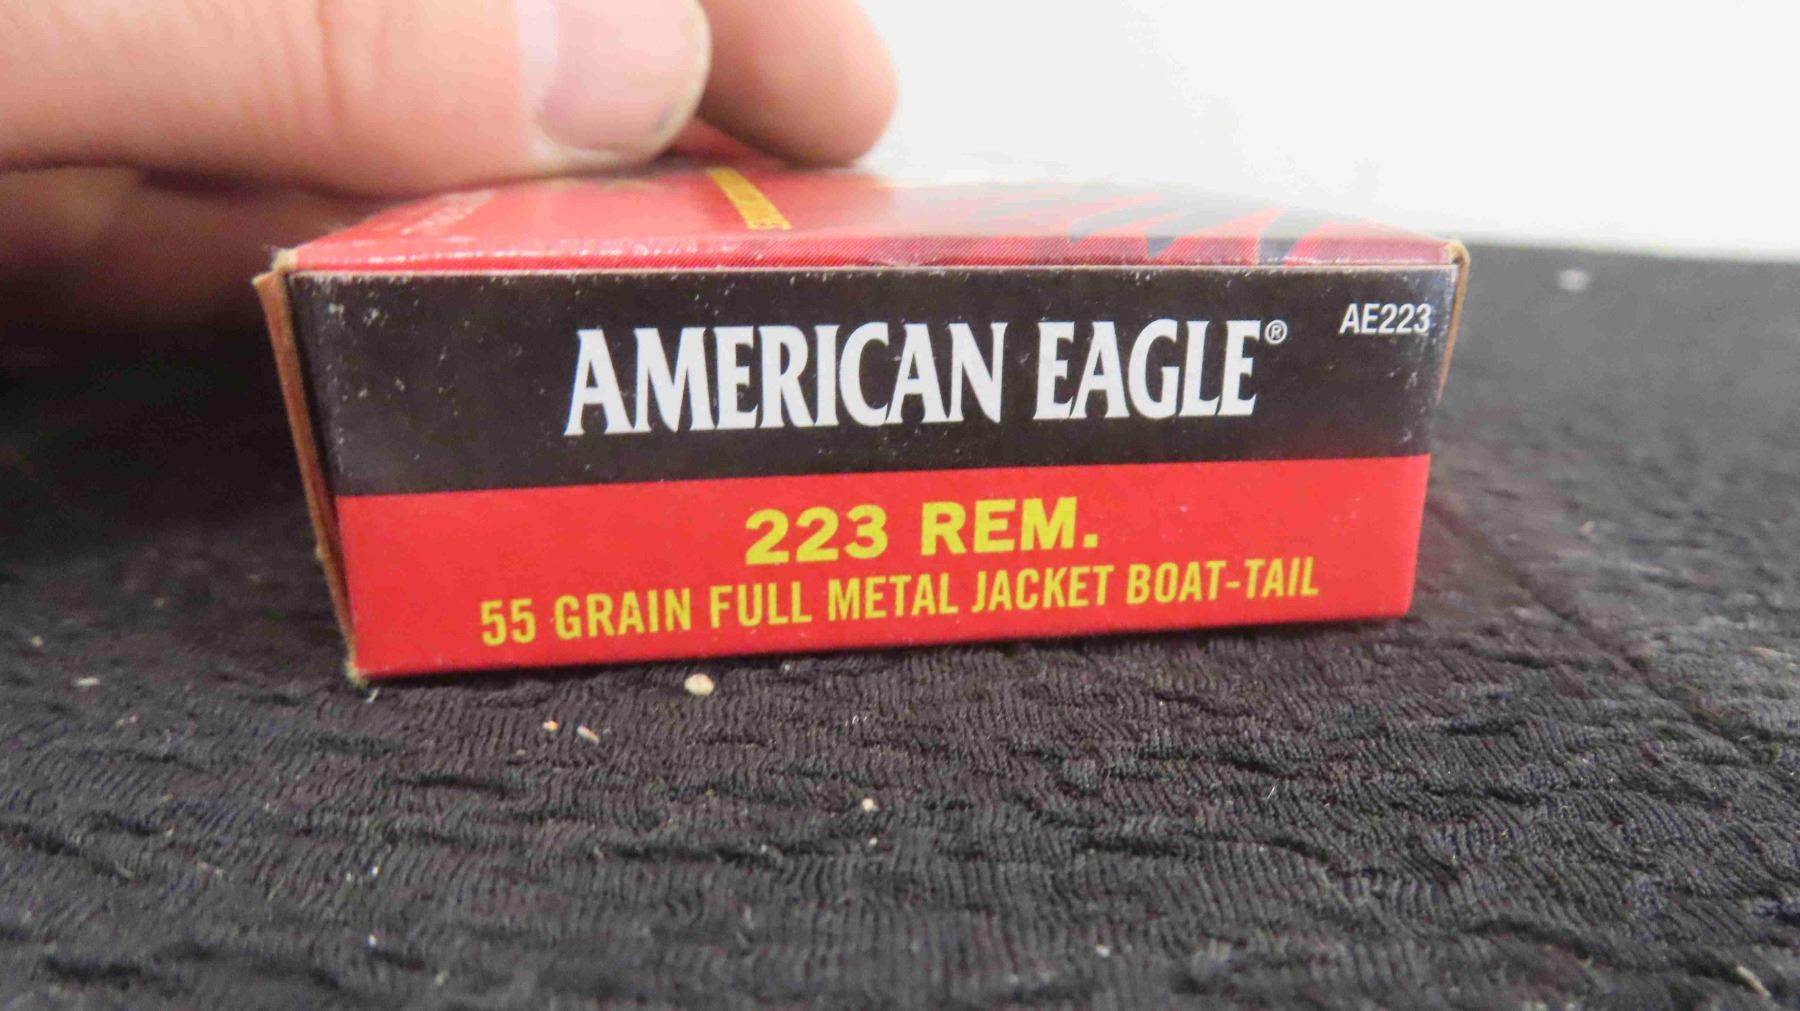 AMERICAN EAGLE®
AE223
223 REM.
55 GRAIN FULL METAL JACKET BOAT-TAIL